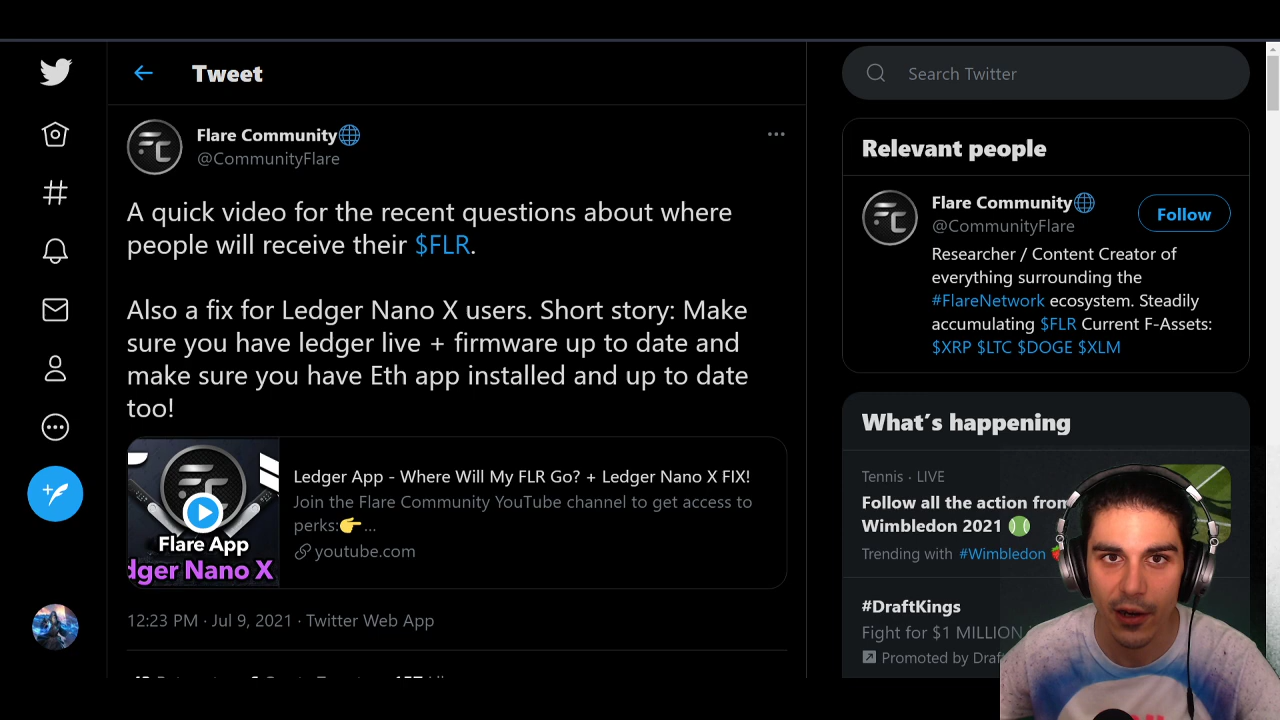 Tweet
Flare Community
@CommunityFlare
A quick video for the recent questions about where
people will receive their $FLR.
Also a fix for Ledger Nano X users. Short story: Make
sure you have ledger live + firmware up to date and
make sure you have Eth app installed and up to date
too!
Flare App
dger Nano X
Ledger App - Where Will My FLR Go? + Ledger Nano X FIX!
Join the Flare Community YouTube channel to get access to
perks:👉...
youtube.com
12:23 PM · Jul 9, 2021 · Twitter Web App
Search Twitter
Relevant people
Flare Community
@CommunityFlare
Follow
Researcher / Content Creator of
everything surrounding the
#FlareNetwork ecosystem. Steadily
accumulating $FLR Current F-Assets:
$XRP $LTC $DOGE $XLM
What's happening
Tennis · LIVE
Follow all the action from
Wimbledon 2021
Trending with #Wimbledon
#DraftKings
Fight for $1 MILLION
Promoted by